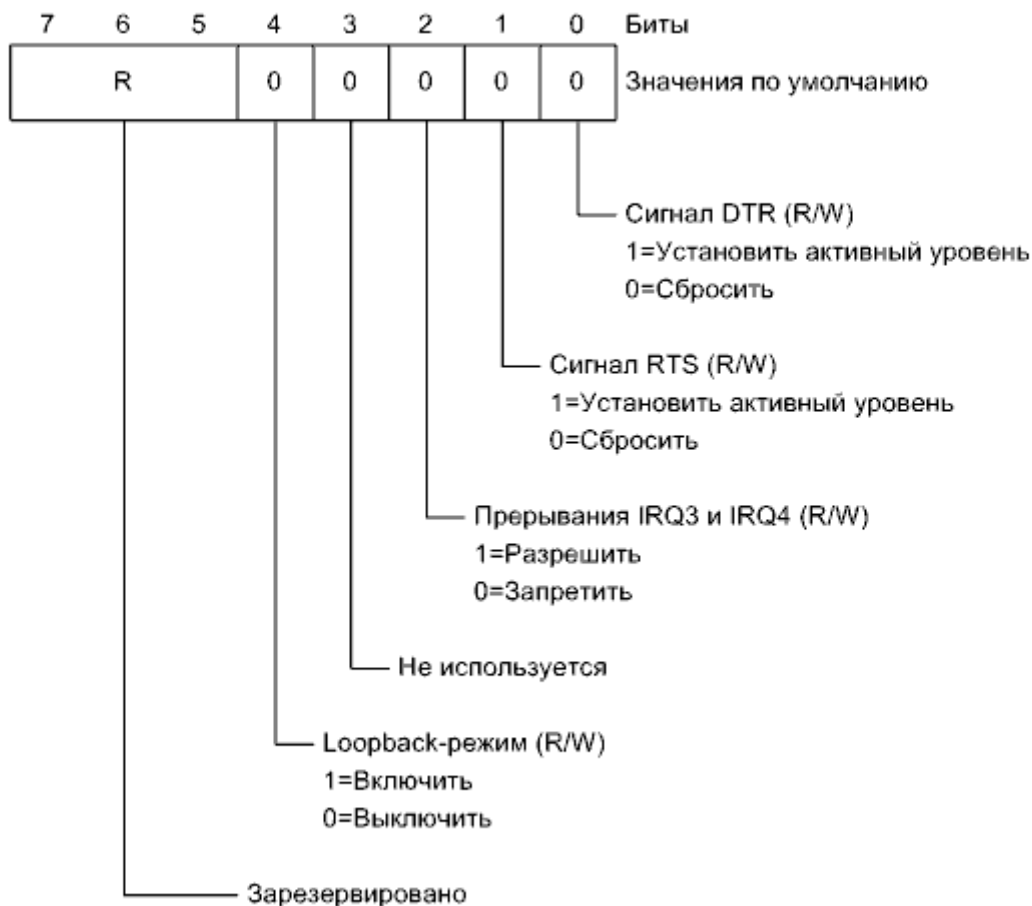 7 6 5 4 3 2 1 0 Биты
R 0 0 0 0 0 Значения по умолчанию
Сигнал DTR (R/W)
1=Установить активный уровень
0=Сбросить
Сигнал RTS (R/W)
1=Установить активный уровень
0=Сбросить
Прерывания IRQ3 и IRQ4 (R/W)
1=Разрешить
0=Запретить
Не используется
Loopback-режим (R/W)
1=Включить
0=Выключить
Зарезервировано